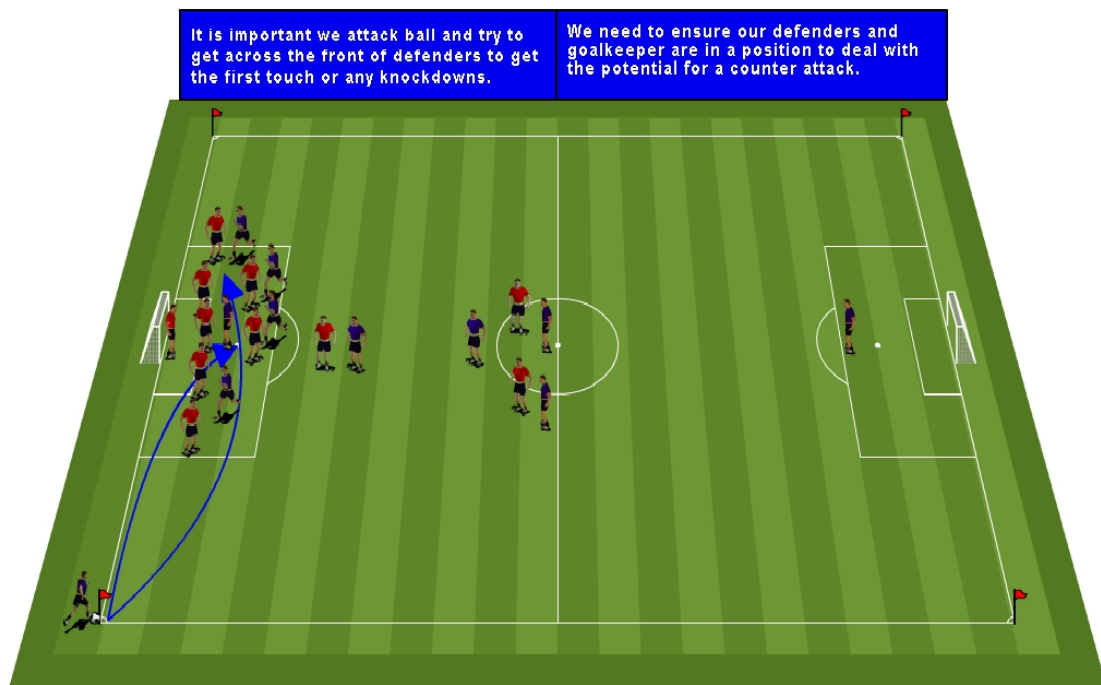 It is important we attack ball and try to
get across the front of defenders to get
the first touch or any knockdowns.
We need to ensure our defenders and
goalkeeper are in a position to deal with
the potential for a counter attack.